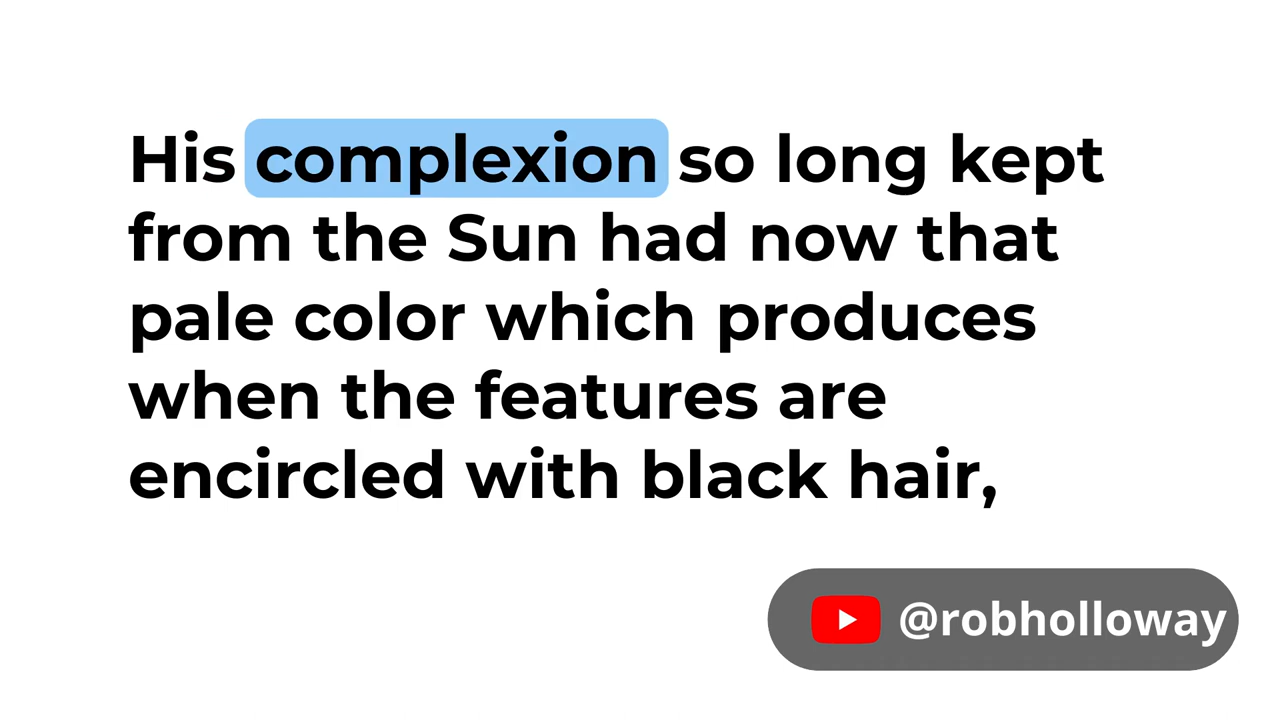 His complexion so long kept
from the Sun had now that
pale color which produces
when the features are
encircled with black hair,
@robholloway